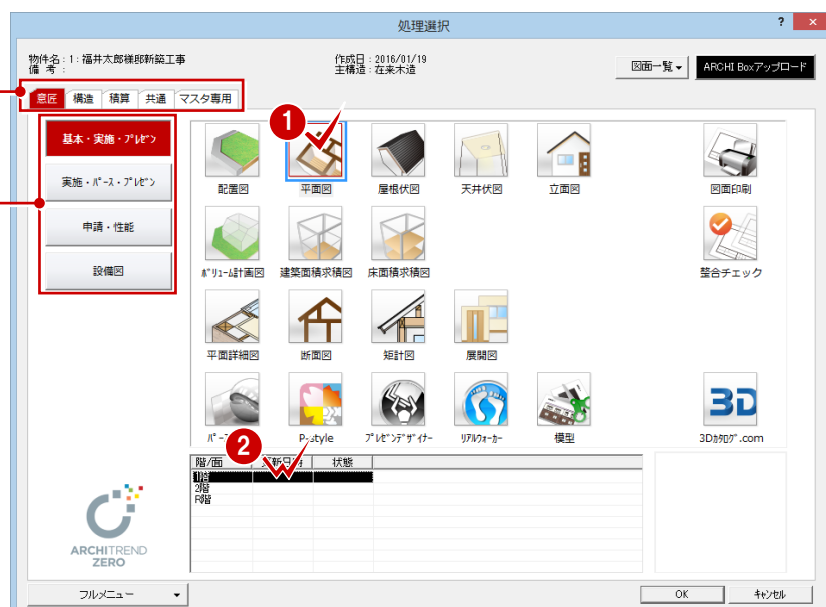 処理選択
? ×
物件名：1：福井太郎様邸新築工事
作成日：2016/01/19
備 考：
主構造：在来木造
図面一覧
ARCHI Boxアップロード
意匠 構造 積算 共通 マスタ専用
基本・実施・ﾌﾟﾚｾﾞﾝ
実施・ﾊﾟｰｽ・ﾌﾟﾚｾﾞﾝ
申請・性能
設備図
1
配置図 平面図 屋根伏図 天井伏図 立面図 図面印刷
ﾎﾞﾘｭｰﾑ計画図 建築面積求積図 床面積求積図 整合チェック
平面詳細図 断面図 矩計図 展開図
3D
P-style ﾌﾟﾚｾﾞﾝﾃﾞｻﾞｲﾅｰ ﾘｱﾙｳｫｰｶｰ 模型 3Dｶﾀﾛｸﾞ.com
2
階/面 更新日時 状態
1階
2階
R階
ARCHITREND
ZERO
フルメニュー
OK ｷｬﾝｾﾙ